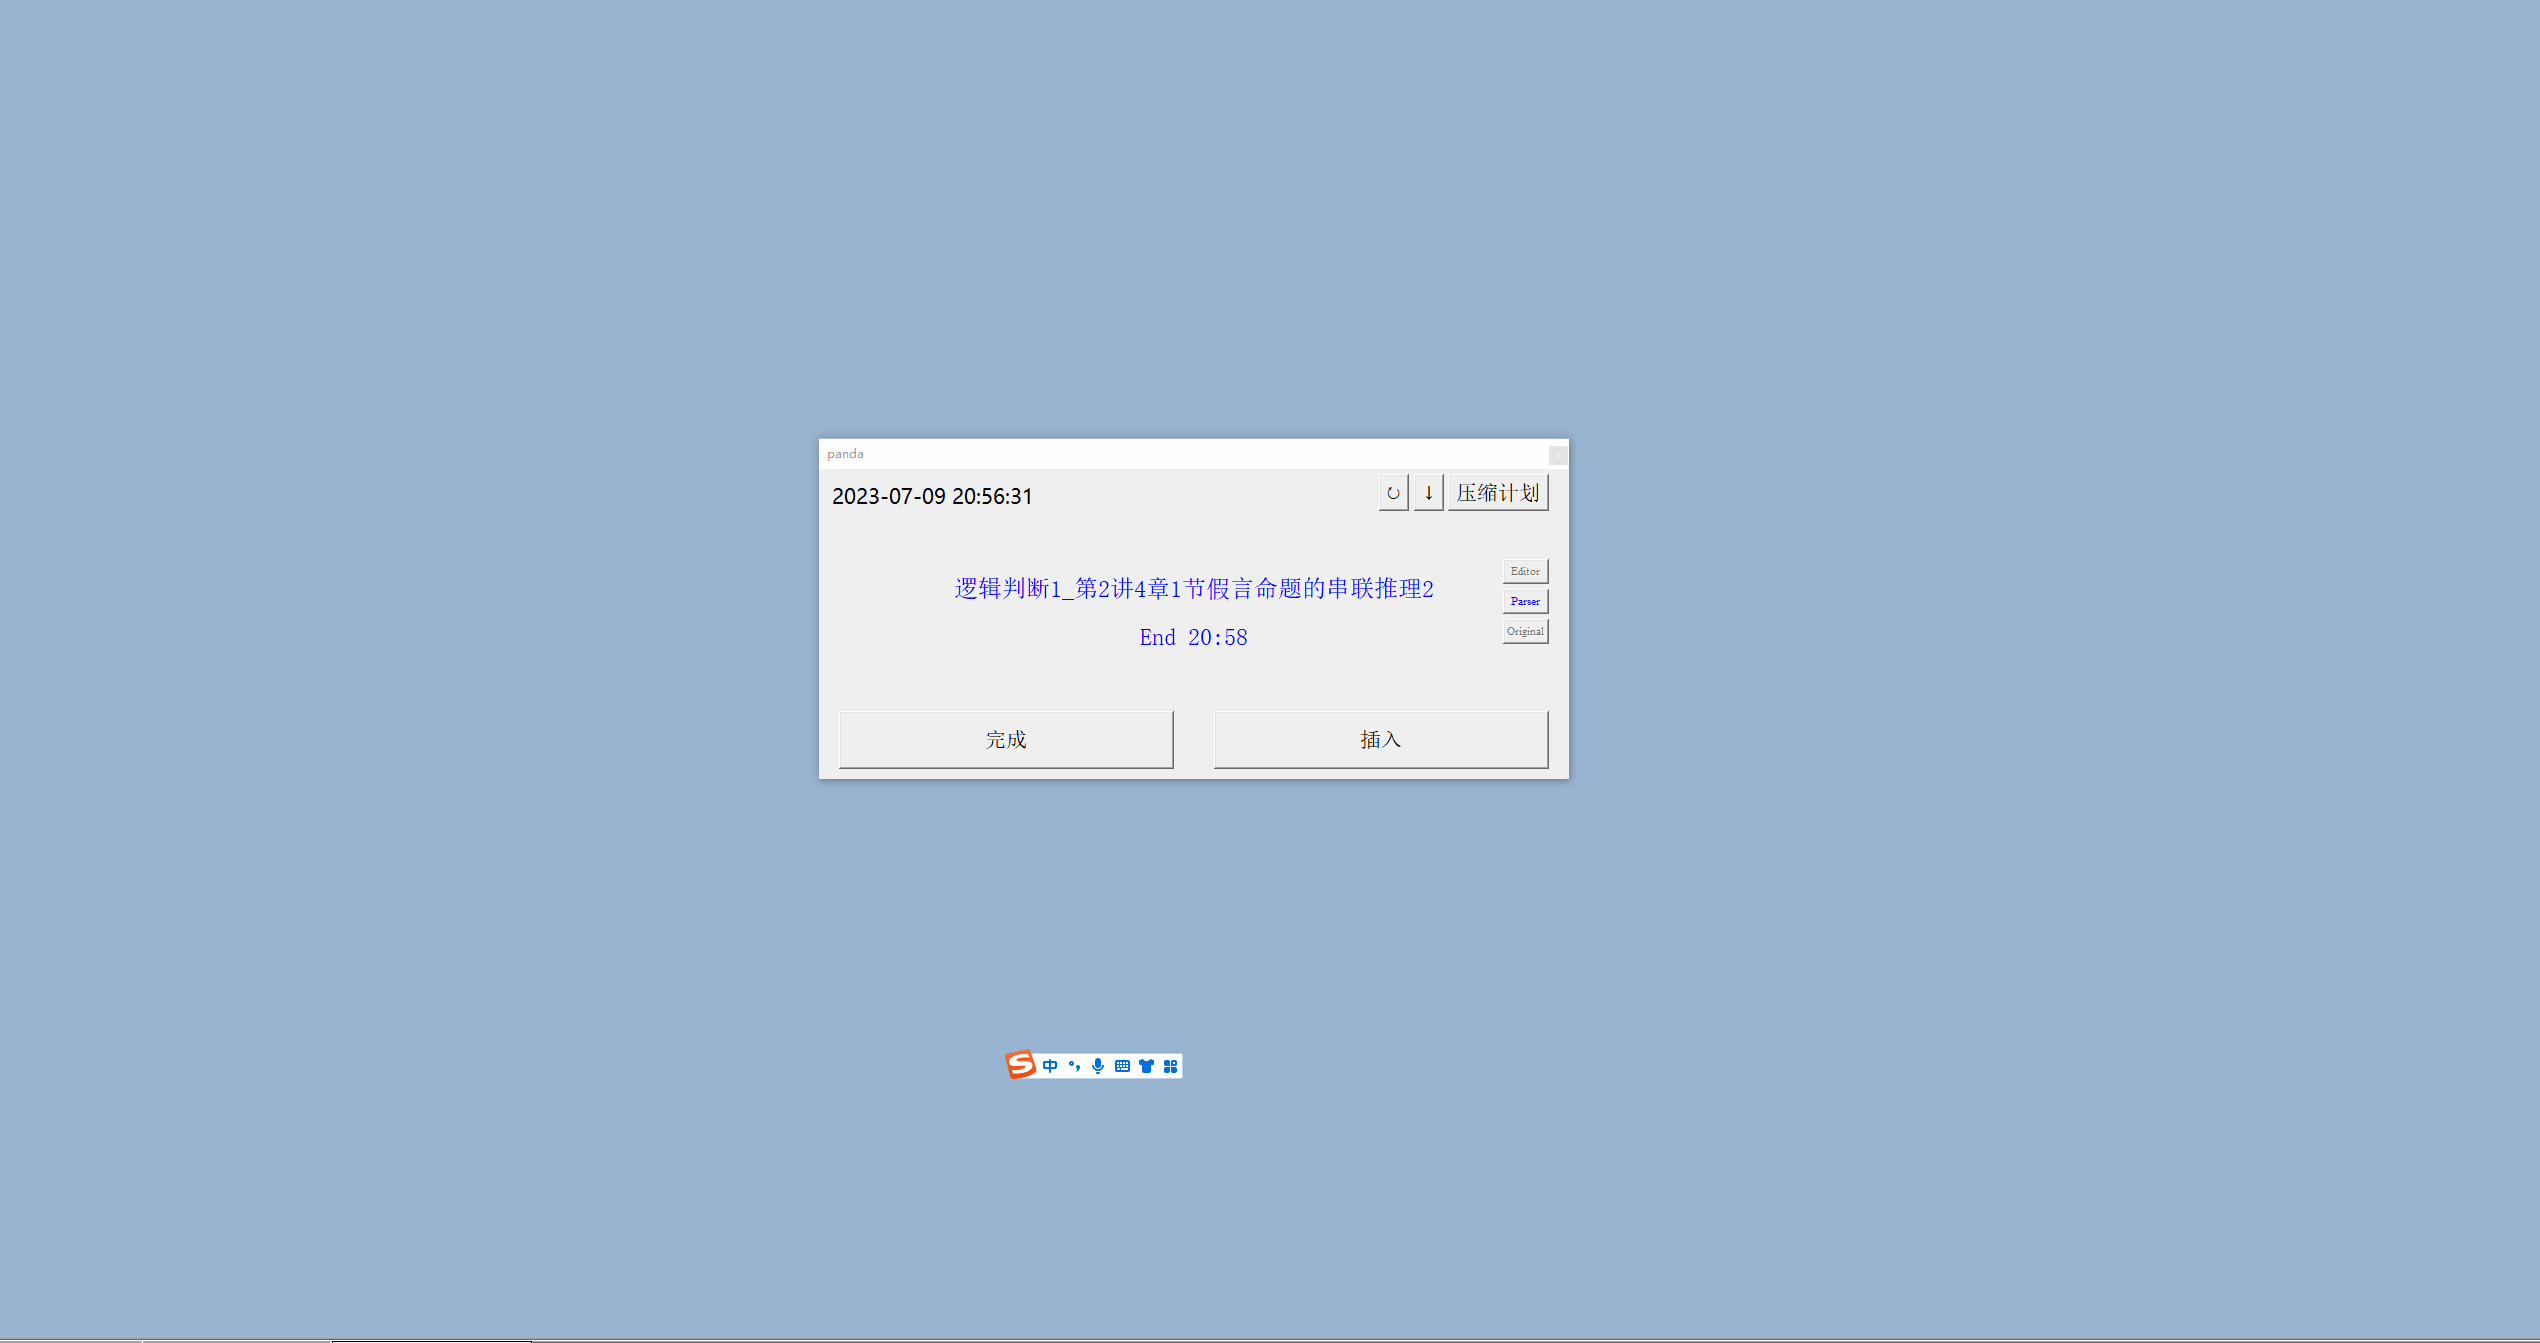 panda
2023-07-09 20:56:31
↻ ↓ 压缩计划
Editor
逻辑判断1_第2讲4章1节假言命题的串联推理2
Parser
Original
End 20:58
完成 插入
S 中